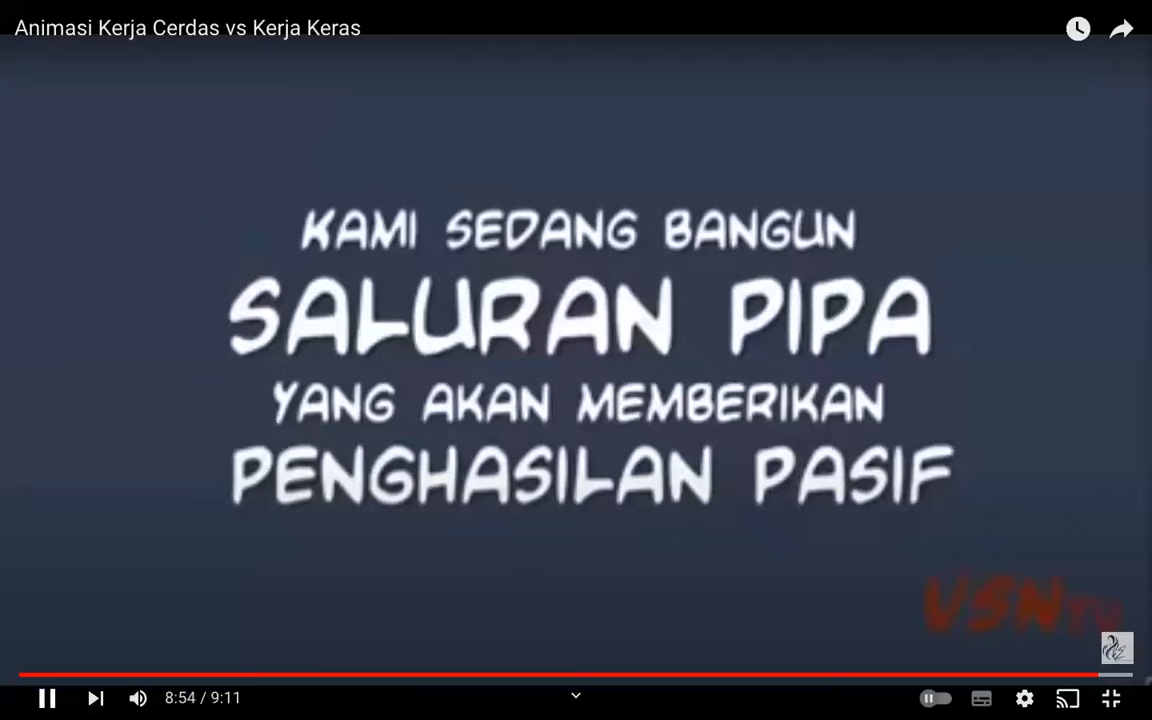 Animasi Kerja Cerdas vs Kerja Keras
KAMI SEDANG BANGUN
SALURAN PIPA
YANG AKAN MEMBERIKAN
PENGHASILAN PASIF
VSNTV
8:54 / 9:11